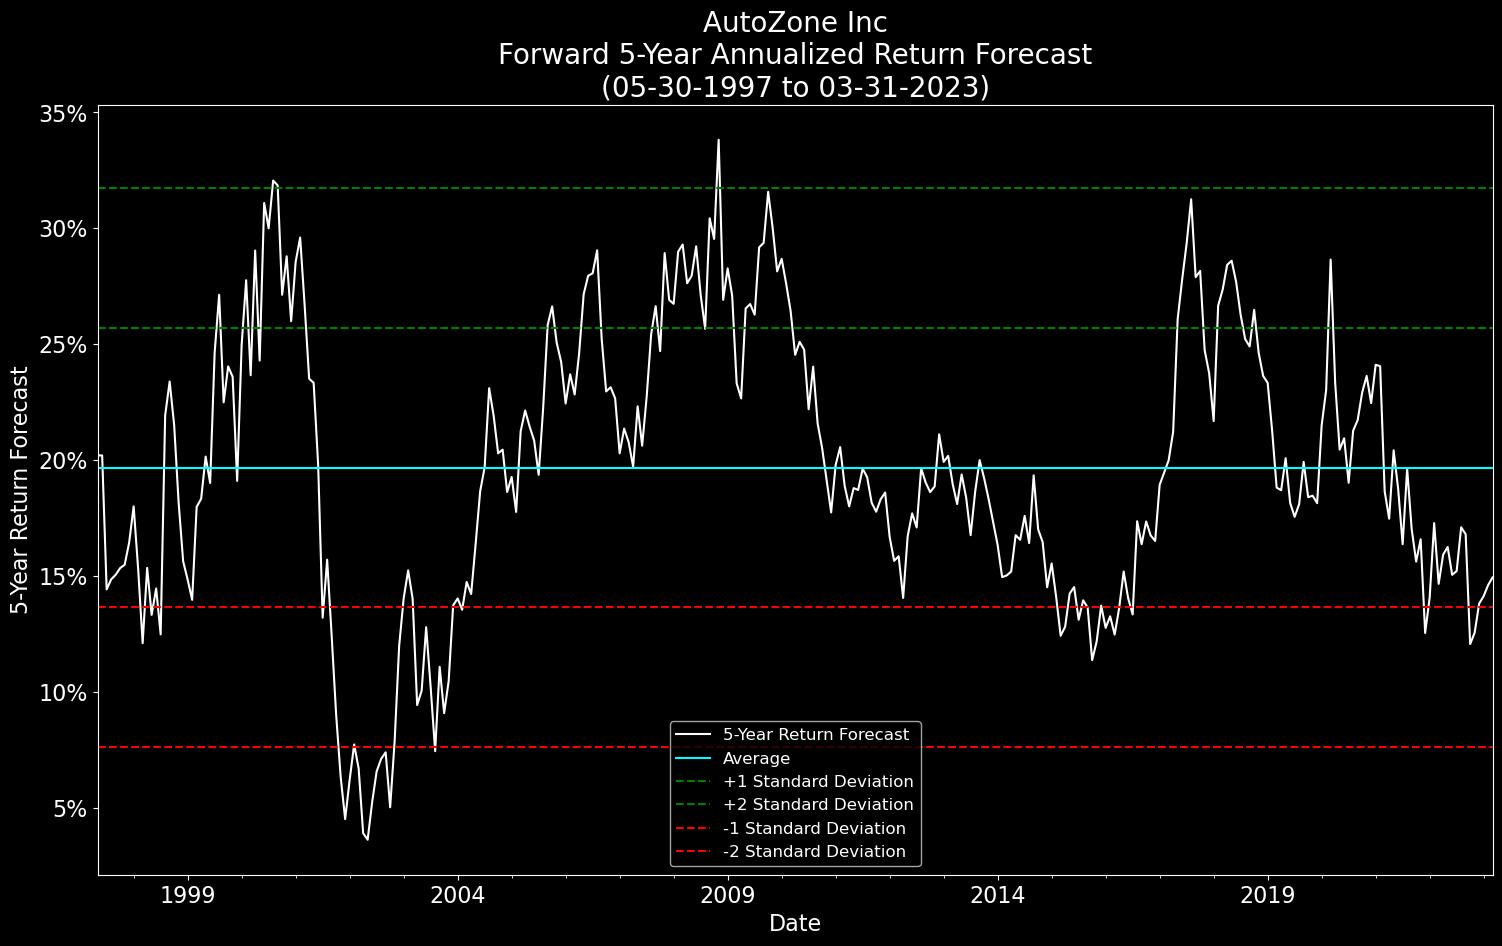 AutoZone Inc
Forward 5-Year Annualized Return Forecast
(05-30-1997 to 03-31-2023)
35%
30%
25%
20%
15%
10%
5%
5-Year Return Forecast
5-Year Return Forecast
Average
+1 Standard Deviation
+2 Standard Deviation
-1 Standard Deviation
-2 Standard Deviation
1999 2004 2009 2014 2019
Date